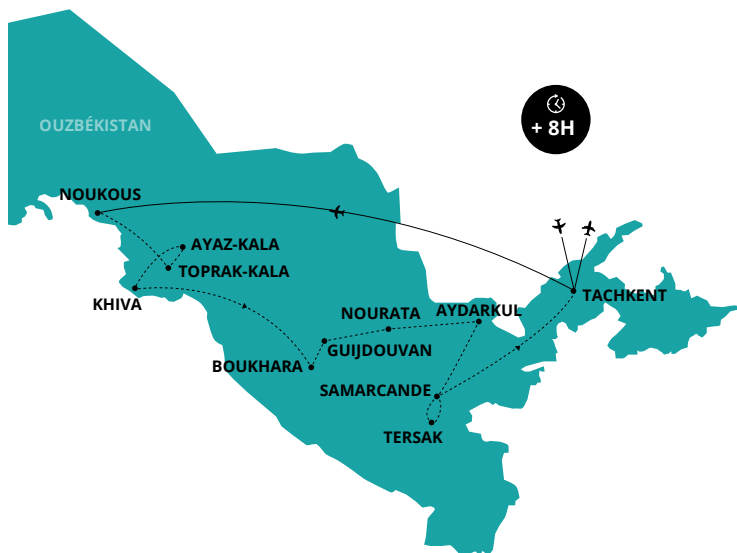 OUZBÉKISTAN
+ 8H
NOUKOUS
AYAZ-KALA
TOPRAK-KALA
KHIVA
TACHKENT
NOURATA
AYDARKUL
GUIJDOUVAN
BOUKHARA
SAMARCANDE
TERSAK